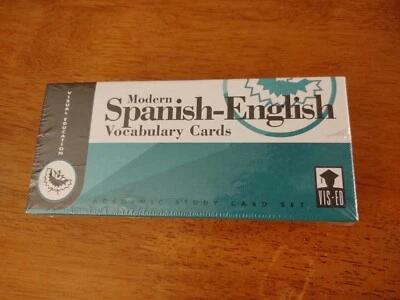 VISUAL EDUCATION
Modern
Spanish-English
Vocabulary Cards
ACADEMIC STUDY CARD SET
VIS-ED